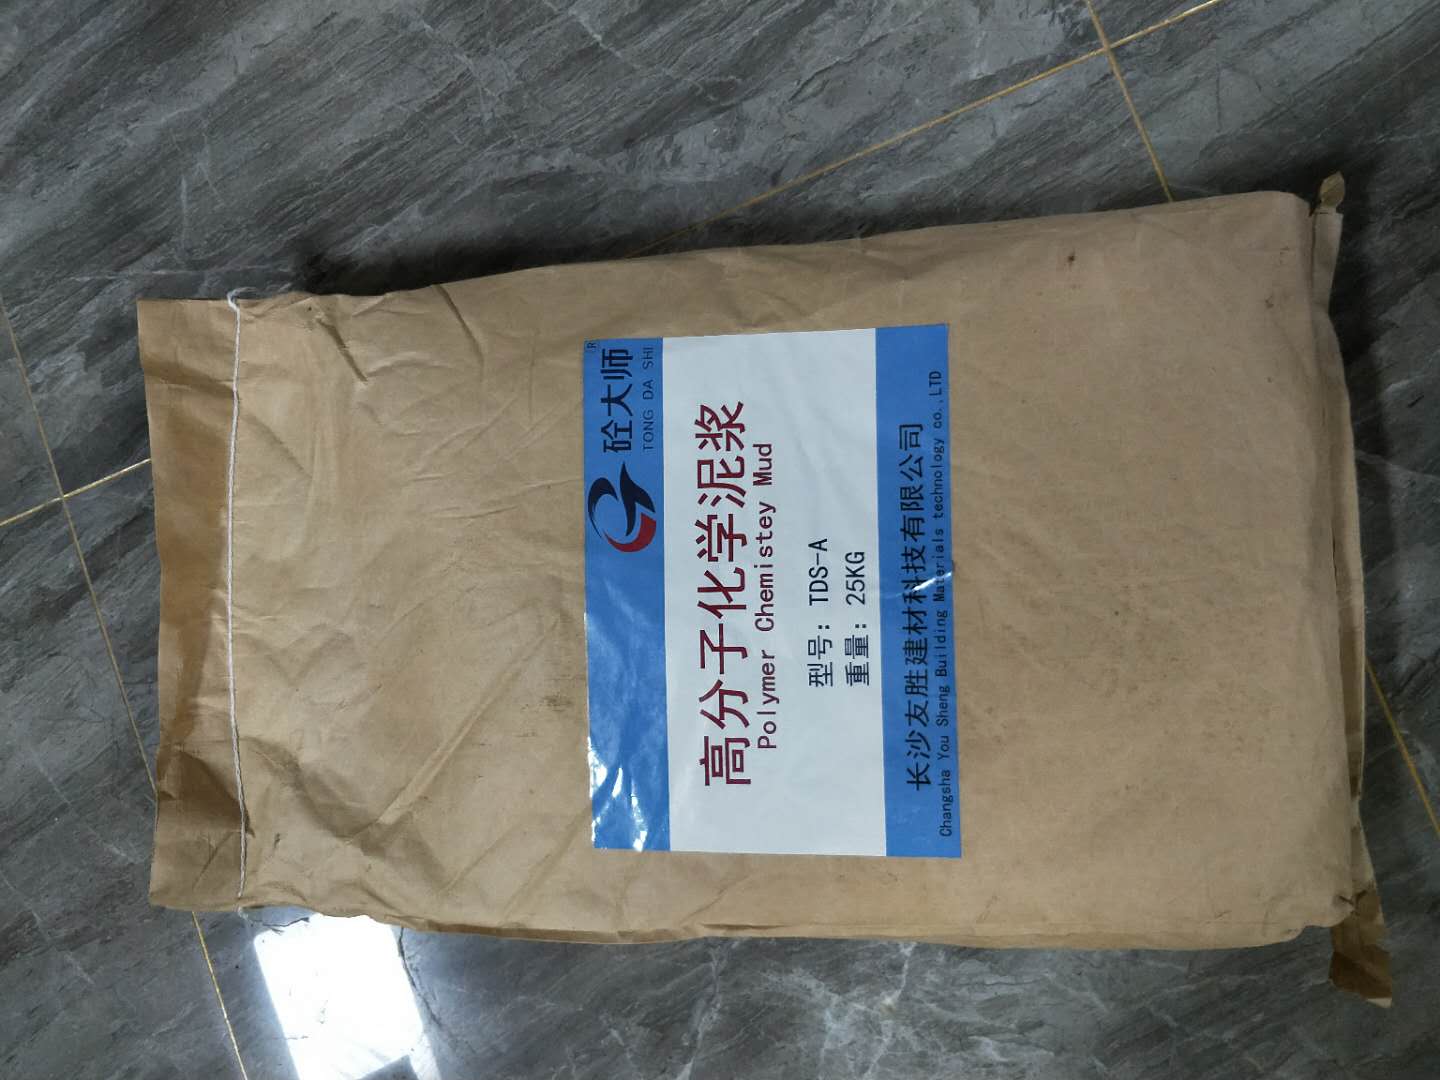 砼大师®
TONG DA SHI
高分子化学泥浆
Polymer Chemistey Mud
型号: TDS-A
重量: 25KG
长沙友胜建材科技有限公司
Changsha You Sheng Building Materials technology co.,LTD